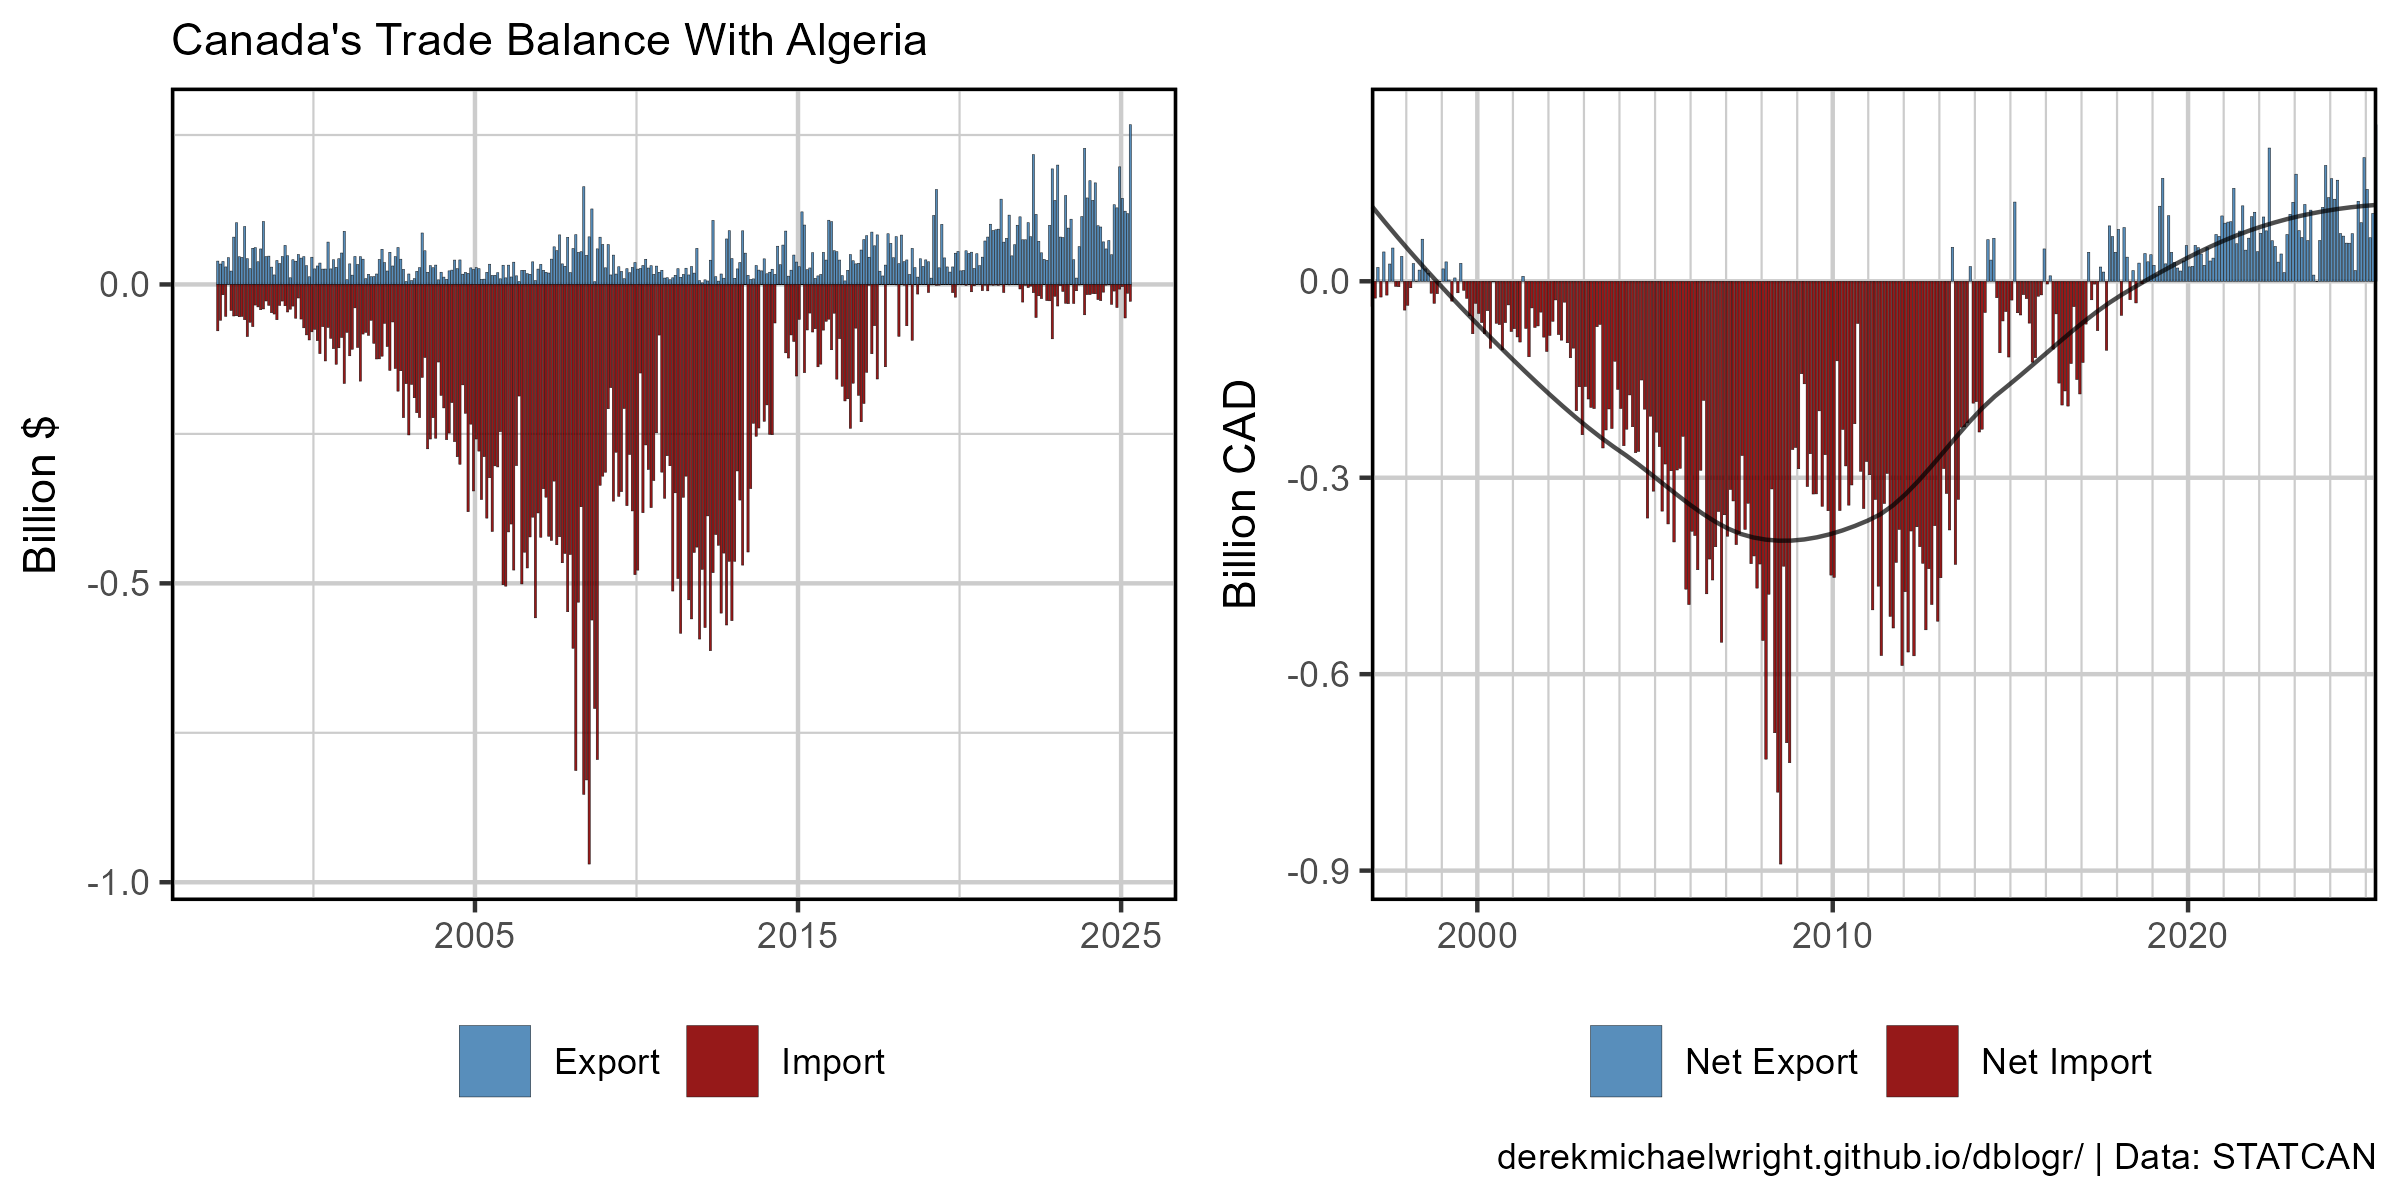 Canada's Trade Balance With Algeria
Billion $
0.0
-0.5
-1.0
2005 2015 2025
Export Import
Billion CAD
0.0
-0.3
-0.6
-0.9
2000 2010 2020
Net Export Net Import
derekmichaelwright.github.io/dblogr/ | Data: STATCAN